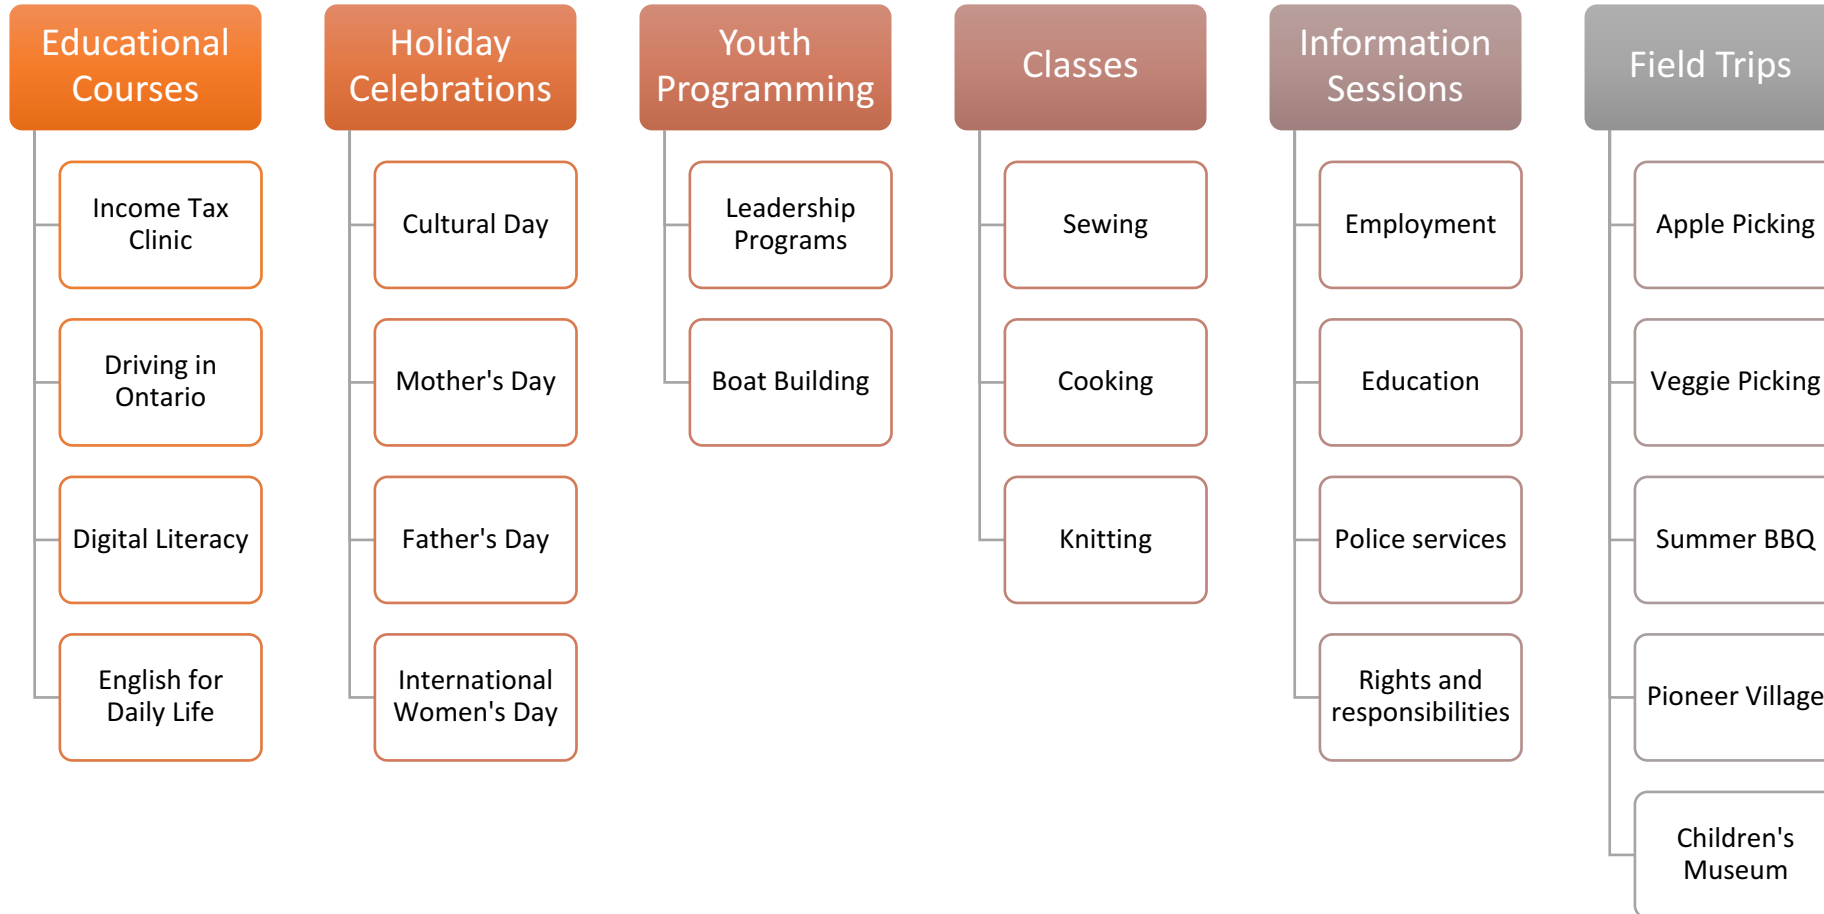 Educational
Courses
Income Tax
Clinic
Driving in
Ontario
Digital Literacy
English for
Daily Life
Holiday
Celebrations
Cultural Day
Mother's Day
Father's Day
International
Women's Day
Youth
Programming
Leadership
Programs
Boat Building
Classes
Sewing
Cooking
Knitting
Information
Sessions
Employment
Education
Police services
Rights and
responsibilities
Field Trips
Apple Picking
Veggie Picking
Summer BBQ
Pioneer Village
Children's
Museum